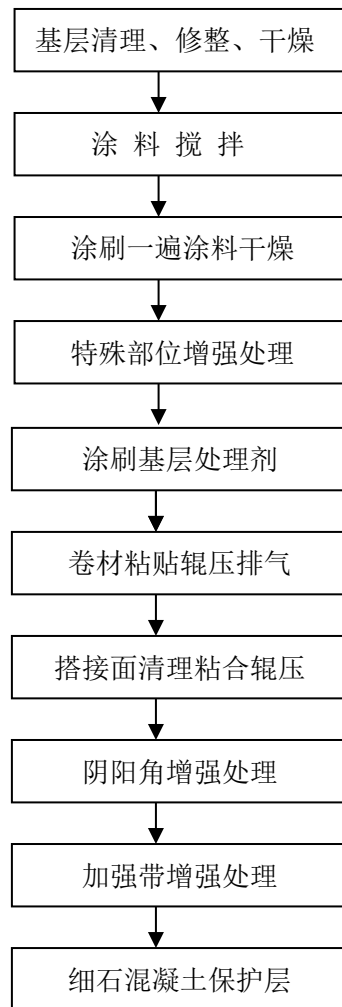 基层清理、修整、干燥
涂 料 搅 拌
涂刷一遍涂料干燥
特殊部位增强处理
涂刷基层处理剂
卷材粘贴辊压排气
搭接面清理粘合辊压
阴阳角增强处理
加强带增强处理
细石混凝土保护层